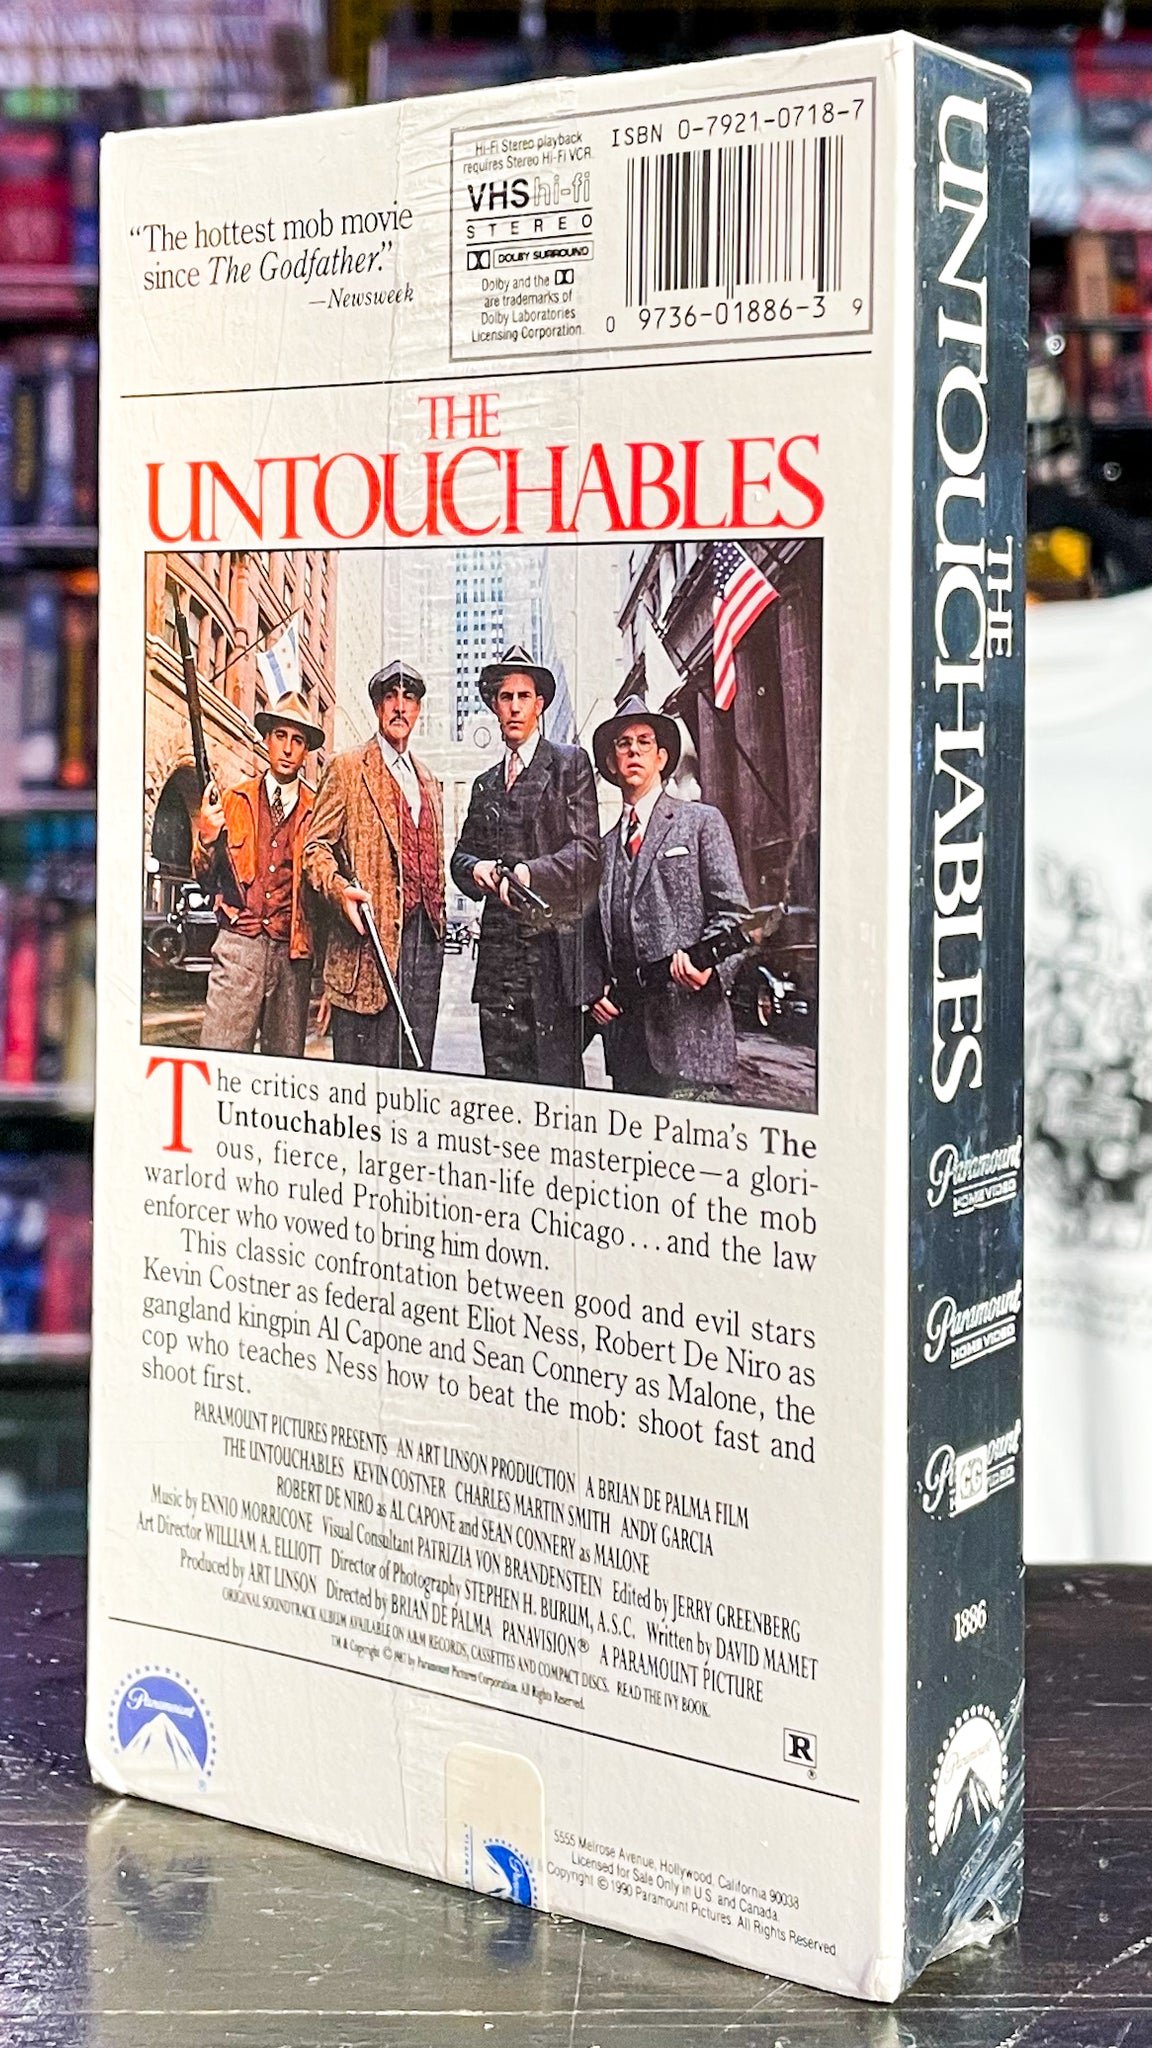 "The hottest mob movie
since The Godfather."
—Newsweek
Hi-Fi Stereo playback
requires Stereo Hi-Fi VCR.
VHS hi-fi
STEREO
DOLBY SURROUND
Dolby and the
are trademarks of
Dolby Laboratories
Licensing Corporation.
ISBN 0-7921-0718-7
0 9736-01886-3 9
THE
UNTOUCHABLES
The critics and public agree. Brian De Palma's The
Untouchables is a must-see masterpiece—a glori-
ous, fierce, larger-than-life depiction of the mob
warlord who ruled Prohibition-era Chicago...and the law
enforcer who vowed to bring him down.
This classic confrontation between good and evil stars
Kevin Costner as federal agent Eliot Ness, Robert De Niro as
gangland kingpin Al Capone and Sean Connery as Malone, the
cop who teaches Ness how to beat the mob: shoot fast and
shoot first.
PARAMOUNT PICTURES PRESENTS AN ART LINSON PRODUCTION A BRIAN DE PALMA FILM
THE UNTOUCHABLES KEVIN COSTNER CHARLES MARTIN SMITH ANDY GARCIA
ROBERT DE NIRO as AL CAPONE and SEAN CONNERY as MALONE
Music by ENNIO MORRICONE Visual Consultant PATRIZIA VON BRANDENSTEIN Edited by JERRY GREENBERG
Art Director WILLIAM A. ELLIOTT Director of Photography STEPHEN H. BURUM, A.S.C. Written by DAVID MAMET
Produced by ART LINSON Directed by BRIAN DE PALMA PANAVISION® A PARAMOUNT PICTURE
ORIGINAL SOUNDTRACK ALBUM AVAILABLE ON A&M RECORDS, CASSETTES AND COMPACT DISCS. READ THE IVY BOOK.
TM & Copyright © 1987 by Paramount Pictures Corporation. All Rights Reserved.
Paramount
®
R
®
5555 Melrose Avenue, Hollywood, California 90038
Licensed for Sale Only in U.S. and Canada.
Copyright © 1990 Paramount Pictures. All Rights Reserved
THE
UNTOUCHABLES
Paramount
HOME VIDEO
Paramount
HOME VIDEO
1886
Paramount